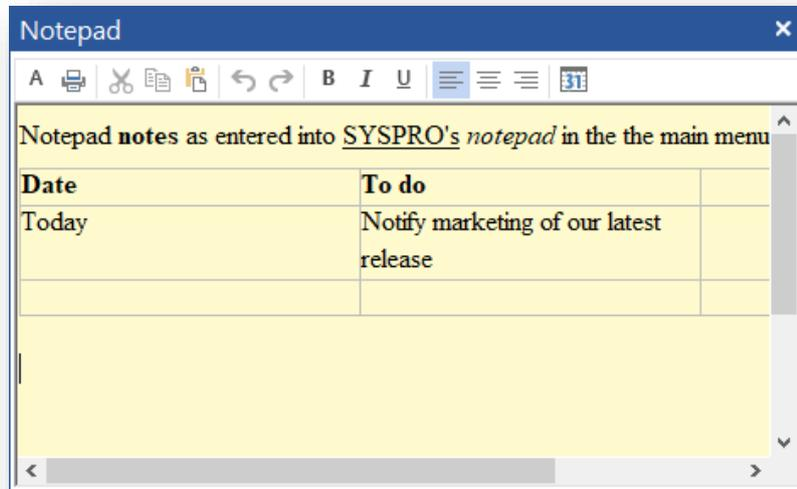 Notepad
A B I U 31
Notepad notes as entered into SYSPRO's notepad in the the main menu
Date To do
Today Notify marketing of our latest
release